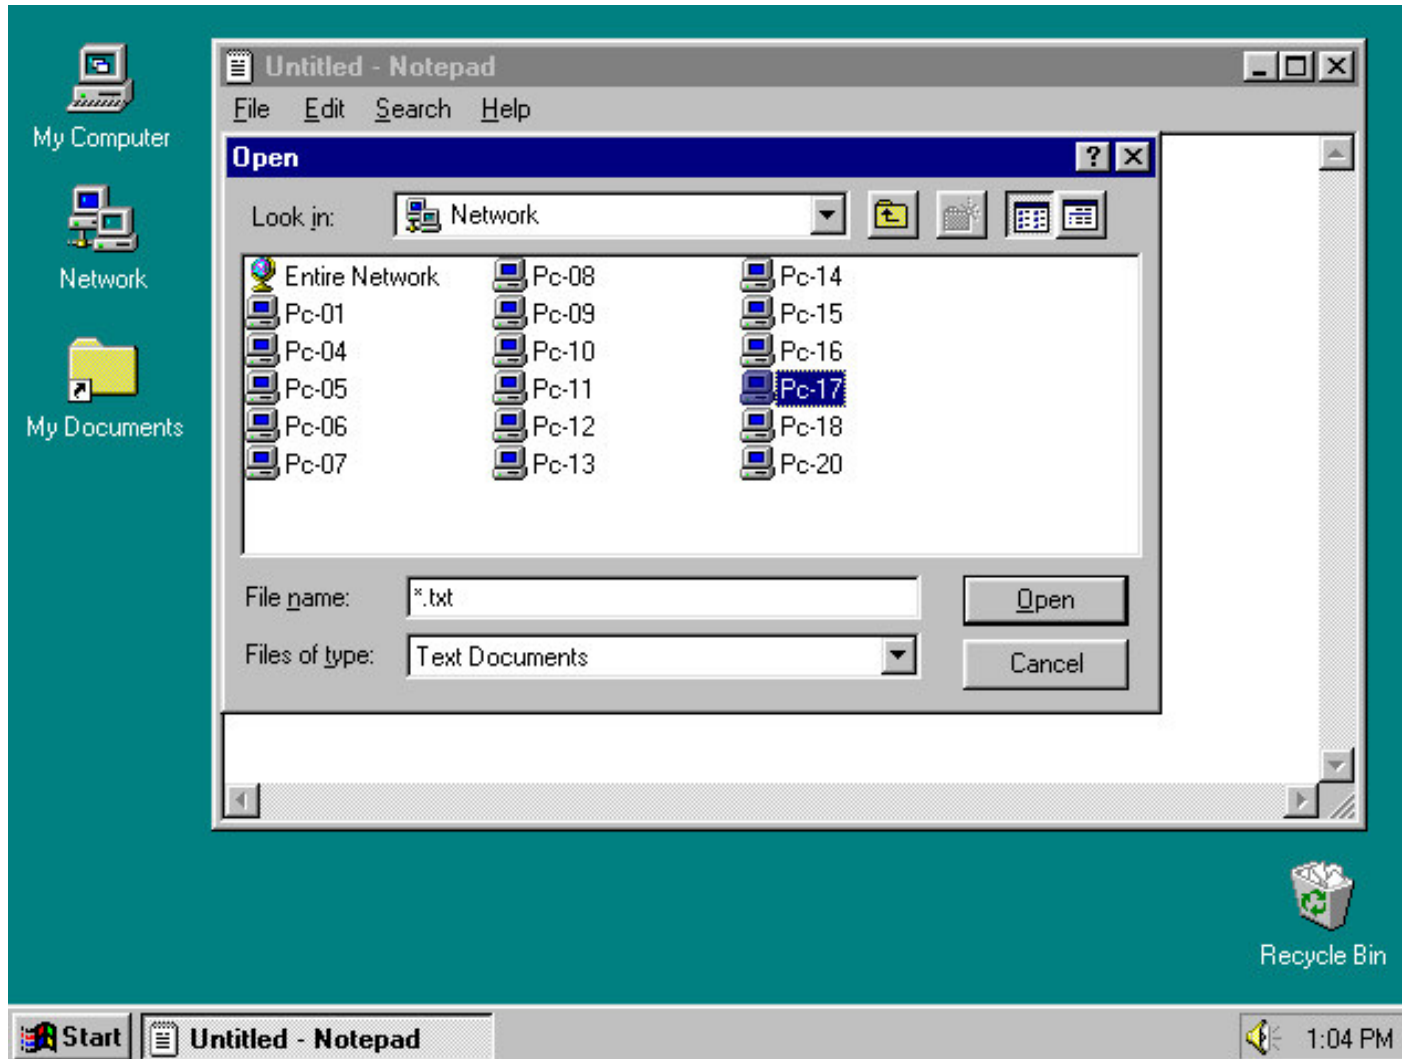 My Computer
Network
My Documents
Untitled - Notepad
File Edit Search Help
Open
Look in: Network
Entire Network Pc-08 Pc-14
Pc-01 Pc-09 Pc-15
Pc-04 Pc-10 Pc-16
Pc-05 Pc-11 Pc-17
Pc-06 Pc-12 Pc-18
Pc-07 Pc-13 Pc-20
File name: *.txt Open
Files of type: Text Documents Cancel
Recycle Bin
Start Untitled - Notepad 1:04 PM